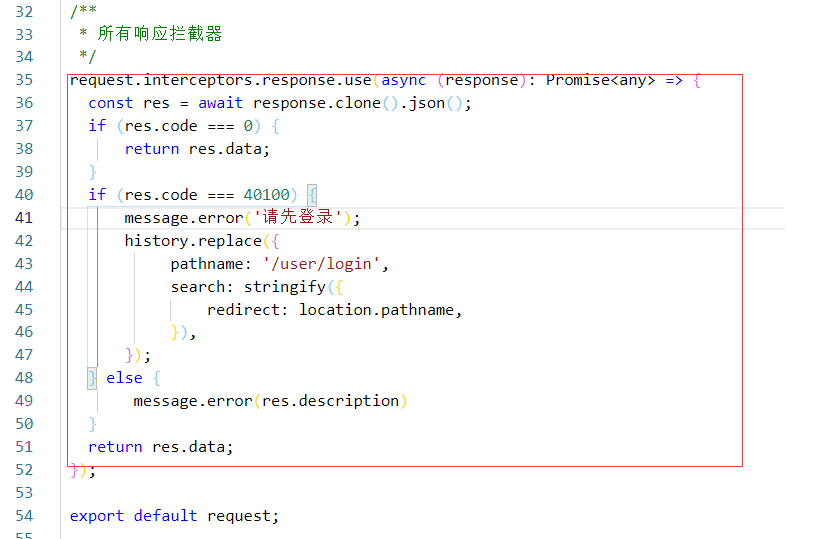 32 /**
33  * 所有响应拦截器
34  */
35 request.interceptors.response.use(async (response): Promise<any> => {
36   const res = await response.clone().json();
37   if (res.code === 0) {
38       return res.data;
39   }
40   if (res.code === 40100) {
41       message.error('请先登录');
42       history.replace({
43            pathname: '/user/login',
44            search: stringify({
45                redirect: location.pathname,
46            }),
47       });
48   } else {
49        message.error(res.description)
50   }
51   return res.data;
52 });
53
54 export default request;
55